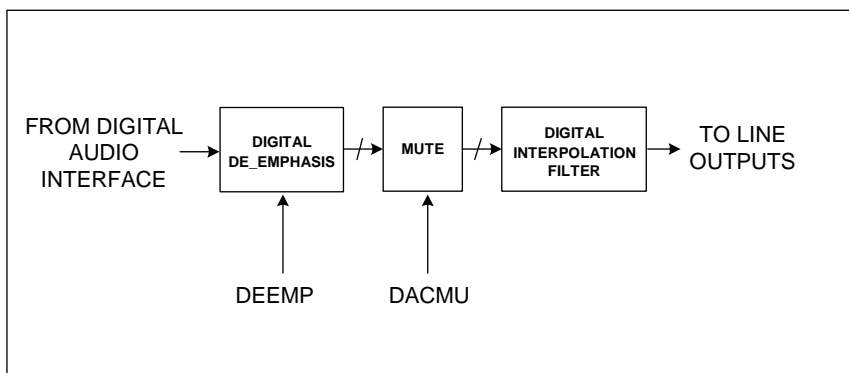 FROM DIGITAL
AUDIO
INTERFACE
DIGITAL
DE_EMPHASIS
MUTE
DIGITAL
INTERPOLATION
FILTER
TO LINE
OUTPUTS
DEEMP
DACMU